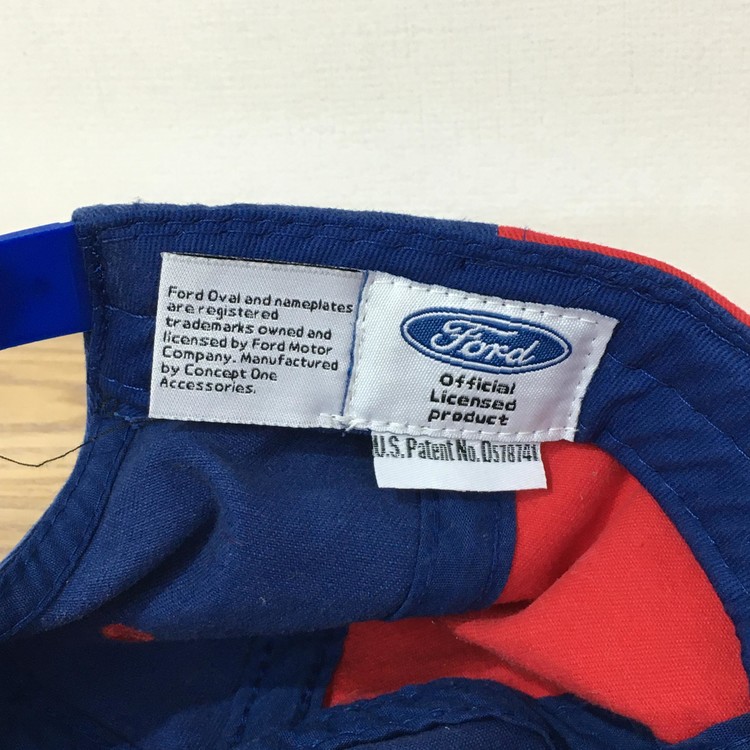 Ford Oval and nameplates
are registered
trademarks owned and
licensed by Ford Motor
Company. Manufactured
by Concept One
Accessories.
Ford
Official
Licensed
product
U.S. Patent No. D578741